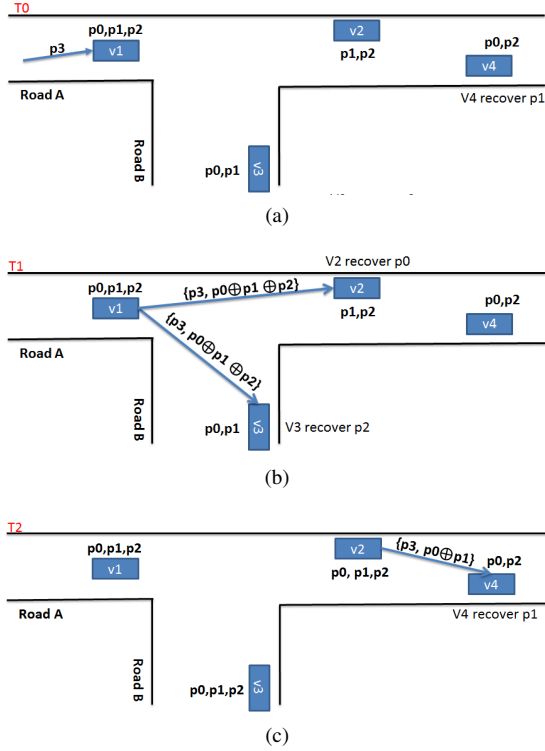 T0
p0,p1,p2
p3
v1
v2
p1,p2
p0,p2
v4
Road A
V4 recover p1
Road B
p0,p1
v3
(a)
T1
V2 recover p0
p0,p1,p2
v1
{p3, p0⊕p1 ⊕p2}
v2
p1,p2
p0,p2
v4
Road A
{p3, p0⊕p1 ⊕p2}
Road B
p0,p1
v3
V3 recover p2
(b)
T2
p0,p1,p2
v1
v2
{p3, p0⊕p1}
p0,p2
p0, p1,p2
v4
Road A
V4 recover p1
Road B
p0,p1,p2
v3
(c)